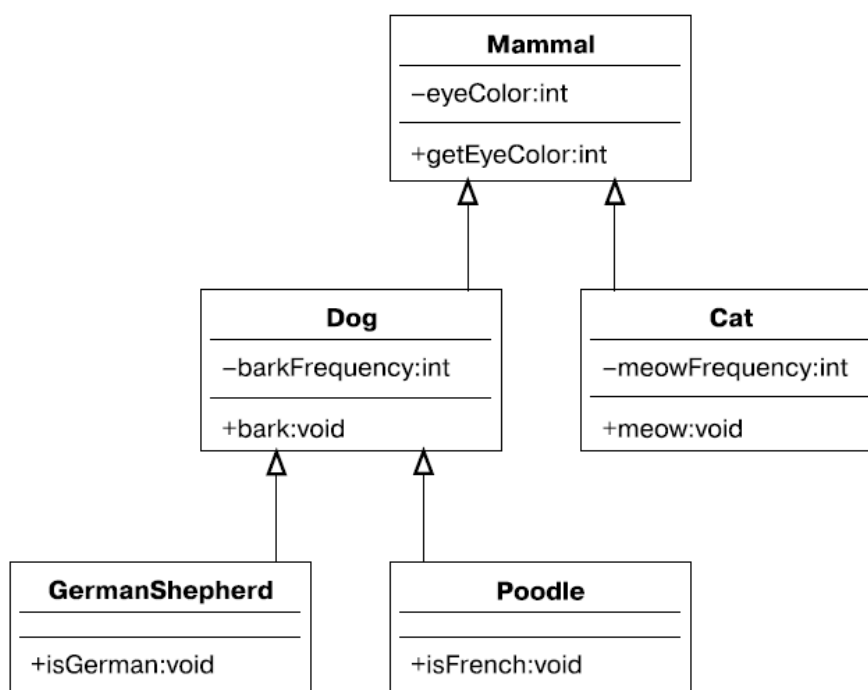 Mammal
–eyeColor:int
+getEyeColor:int
Dog
–barkFrequency:int
+bark:void
Cat
–meowFrequency:int
+meow:void
GermanShepherd
+isGerman:void
Poodle
+isFrench:void